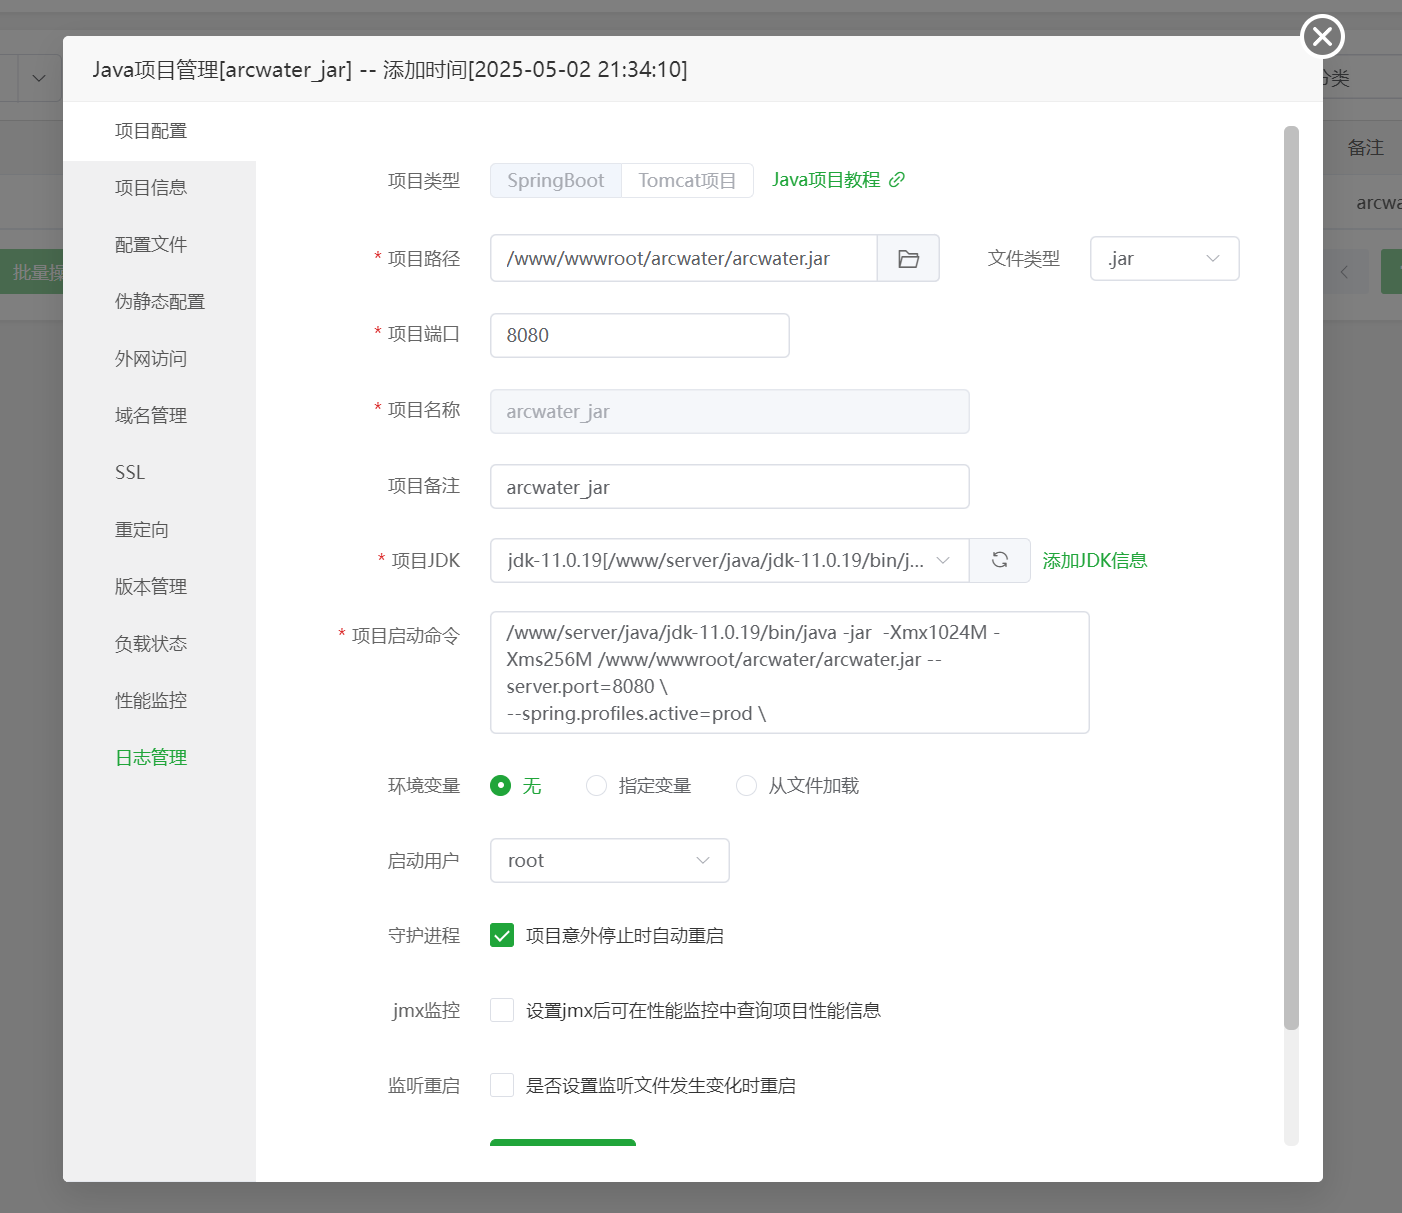 Java项目管理[arcwater_jar] -- 添加时间[2025-05-02 21:34:10]
分类
备注
arcwa
批量操
项目配置
项目信息
配置文件
伪静态配置
外网访问
域名管理
SSL
重定向
版本管理
负载状态
性能监控
日志管理
项目类型 SpringBoot Tomcat项目 Java项目教程
* 项目路径 /www/wwwroot/arcwater/arcwater.jar 文件类型 .jar
* 项目端口 8080
* 项目名称 arcwater_jar
项目备注 arcwater_jar
* 项目JDK jdk-11.0.19[/www/server/java/jdk-11.0.19/bin/j... 添加JDK信息
* 项目启动命令 /www/server/java/jdk-11.0.19/bin/java -jar  -Xmx1024M -
Xms256M /www/wwwroot/arcwater/arcwater.jar --
server.port=8080 \
--spring.profiles.active=prod \
环境变量 无 指定变量 从文件加载
启动用户 root
守护进程 项目意外停止时自动重启
jmx监控 设置jmx后可在性能监控中查询项目性能信息
监听重启 是否设置监听文件发生变化时重启